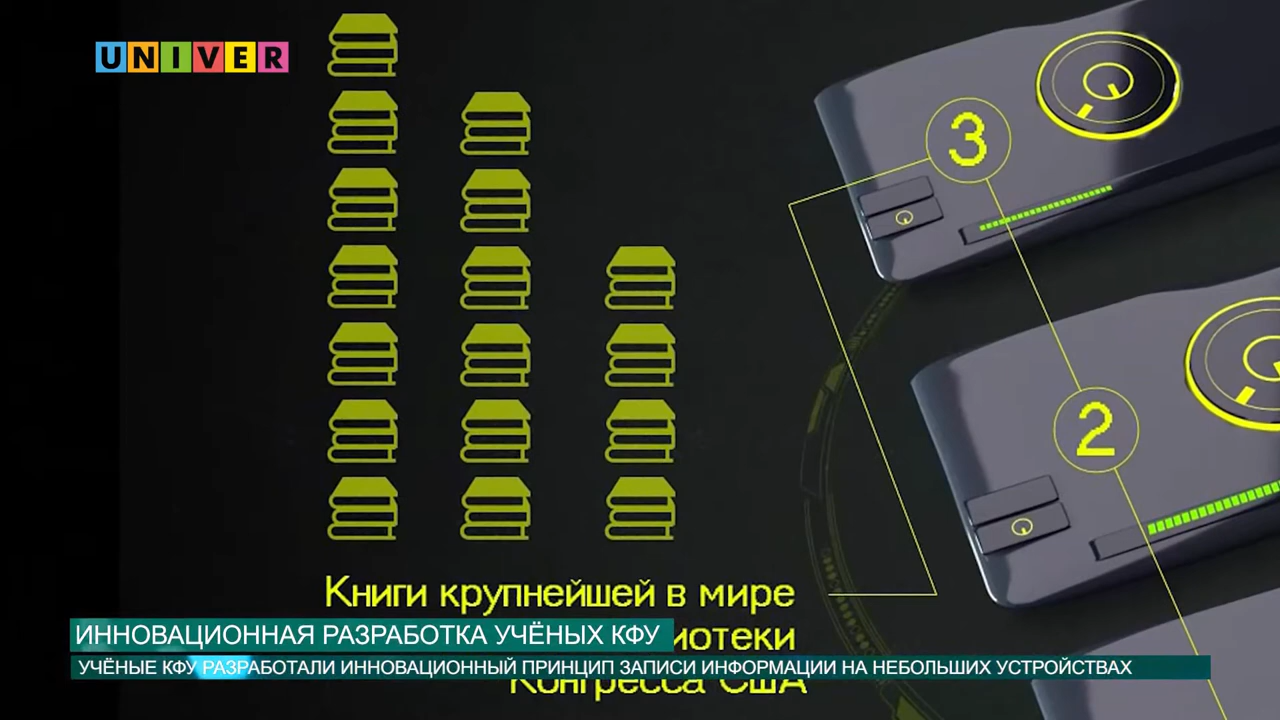 UNIVER
3
2
Книги крупнейшей в мире
иотеки
Конгресса США
ИННОВАЦИОННАЯ РАЗРАБОТКА УЧЁНЫХ КФУ
УЧЁНЫЕ КФУ РАЗРАБОТАЛИ ИННОВАЦИОННЫЙ ПРИНЦИП ЗАПИСИ ИНФОРМАЦИИ НА НЕБОЛЬШИХ УСТРОЙСТВАХ